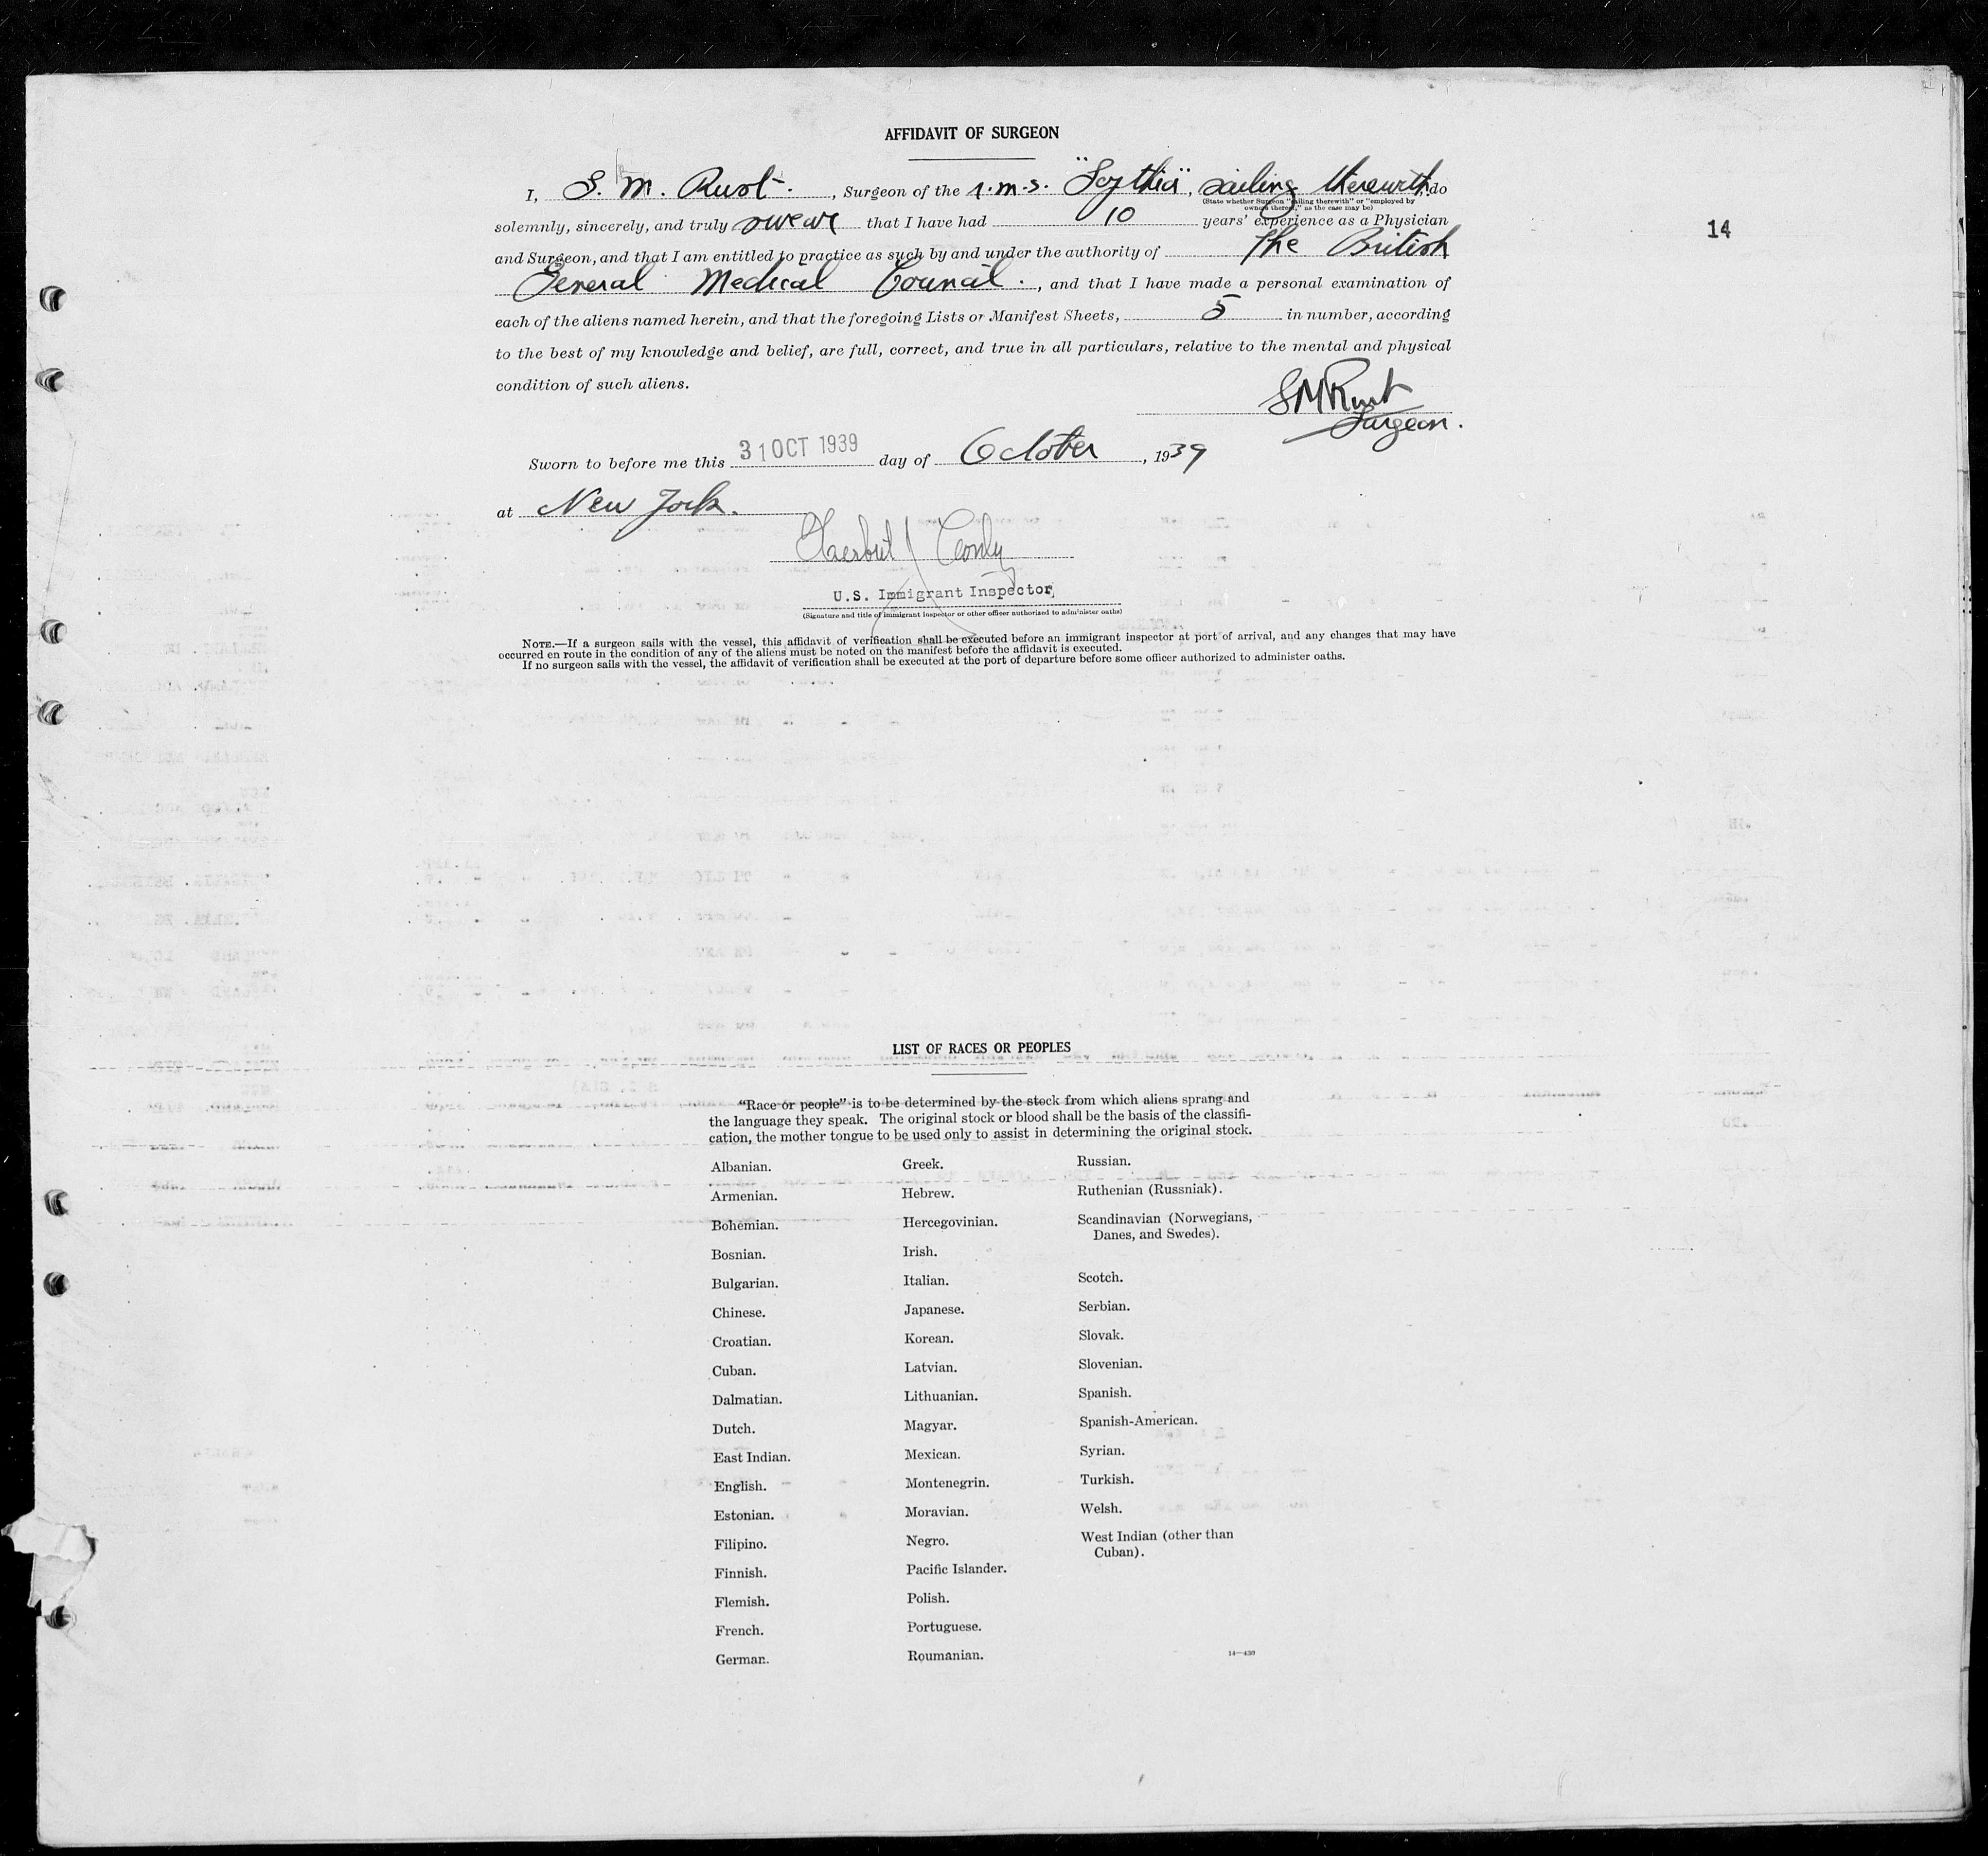 AFFIDAVIT OF SURGEON
I, S. M. Rust. , Surgeon of the r.m.s. "Scythia", sailing therewith, do
(State whether Surgeon "sailing therewith" or "employed by
owners thereof," as the case may be)
solemnly, sincerely, and truly swear that I have had 10 years' experience as a Physician
and Surgeon, and that I am entitled to practice as such by and under the authority of the British
General Medical Council. , and that I have made a personal examination of
each of the aliens named herein, and that the foregoing Lists or Manifest Sheets, 5 in number, according
to the best of my knowledge and belief, are full, correct, and true in all particulars, relative to the mental and physical
condition of such aliens.
S M Rust
Surgeon.
Sworn to before me this 31 OCT 1939 day of October , 1939
at New York.
U.S. Immigrant Inspector,
(Signature and title of immigrant inspector or other officer authorized to administer oaths)
NOTE.—If a surgeon sails with the vessel, this affidavit of verification shall be executed before an immigrant inspector at port of arrival, and any changes that may have
occurred en route in the condition of any of the aliens must be noted on the manifest before the affidavit is executed.
If no surgeon sails with the vessel, the affidavit of verification shall be executed at the port of departure before some officer authorized to administer oaths.
14
LIST OF RACES OR PEOPLES
"Race or people" is to be determined by the stock from which aliens sprang and
the language they speak. The original stock or blood shall be the basis of the classifi-
cation, the mother tongue to be used only to assist in determining the original stock.
Albanian.
Armenian.
Bohemian.
Bosnian.
Bulgarian.
Chinese.
Croatian.
Cuban.
Dalmatian.
Dutch.
East Indian.
English.
Estonian.
Filipino.
Finnish.
Flemish.
French.
German.
Greek.
Hebrew.
Hercegovinian.
Irish.
Italian.
Japanese.
Korean.
Latvian.
Lithuanian.
Magyar.
Mexican.
Montenegrin.
Moravian.
Negro.
Pacific Islander.
Polish.
Portuguese.
Roumanian.
Russian.
Ruthenian (Russniak).
Scandinavian (Norwegians,
Danes, and Swedes).
Scotch.
Serbian.
Slovak.
Slovenian.
Spanish.
Spanish-American.
Syrian.
Turkish.
Welsh.
West Indian (other than
Cuban).
14—430